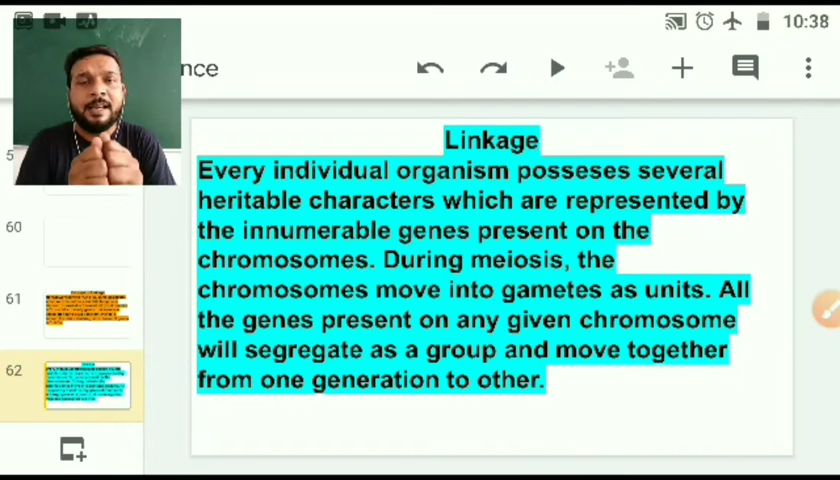 10:38
nce
Linkage
Every individual organism posseses several
heritable characters which are represented by
the innumerable genes present on the
chromosomes. During meiosis, the
chromosomes move into gametes as units. All
the genes present on any given chromosome
will segregate as a group and move together
from one generation to other.
60
61
62